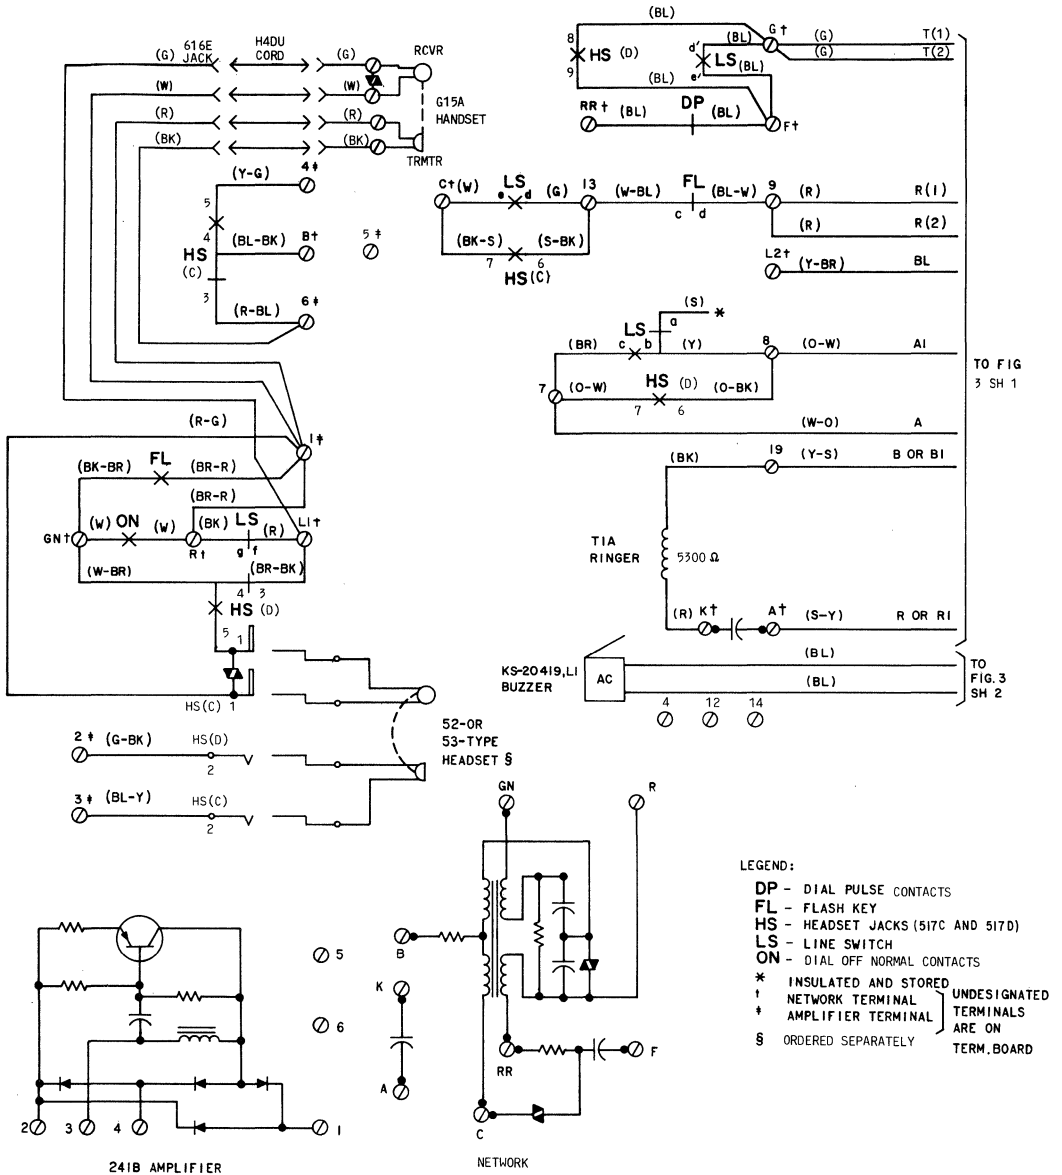 (BL)
G†
(G)
T(1)
(G)
T(2)
8
HS (D)
9
d'
(BL)
LS
(BL)
e'
(BL)
RR†
(BL)
DP
(BL)
F†
616E
JACK
H4DU
CORD
RCVR
(G)
(G)
(W)
(W)
G15A
HANDSET
(R)
(R)
(BK)
(BK)
TRMTR
(Y-G)
4‡
5
4
(BL-BK)
B†
5‡
HS
(C)
3
(R-BL)
6‡
C†
(W)
LS
e d
(G)
13
(W-BL)
FL
c d
(BL-W)
9
(R)
R(1)
(R)
R(2)
(BK-S)
(S-BK)
7 6
HS(C)
L2†
(Y-BR)
BL
(S)
*
LS
a
(BR)
c b
(Y)
8
(O-W)
A1
TO FIG
3 SH 1
7
(O-W)
HS (D)
(O-BK)
7 6
(W-O)
A
(R-G)
1‡
(BK-BR)
FL
(BR-R)
(BR-R)
GN†
(W)
ON
(W)
R†
(BK)
LS
g f
(R)
L1†
(W-BR)
(BR-BK)
4 3
HS (D)
5 1
HS(C) 1
(BK)
19
(Y-S)
B OR B1
T1A
RINGER
5300 Ω
(R)
K†
A†
(S-Y)
R OR R1
KS-20419,L1
BUZZER
AC
(BL)
(BL)
TO
FIG.3
SH 2
4 12 14
52-OR
53-TYPE
HEADSET §
2‡ (G-BK)
HS(D)
2
3‡ (BL-Y)
HS(C)
2
GN
R
B
K
A
RR
F
C
NETWORK
5
6
2 3 4 1
241B AMPLIFIER
LEGEND:
DP - DIAL PULSE CONTACTS
FL - FLASH KEY
HS - HEADSET JACKS (517C AND 517D)
LS - LINE SWITCH
ON - DIAL OFF NORMAL CONTACTS
* INSULATED AND STORED
† NETWORK TERMINAL
‡ AMPLIFIER TERMINAL
UNDESIGNATED
TERMINALS
ARE ON
TERM. BOARD
§ ORDERED SEPARATELY